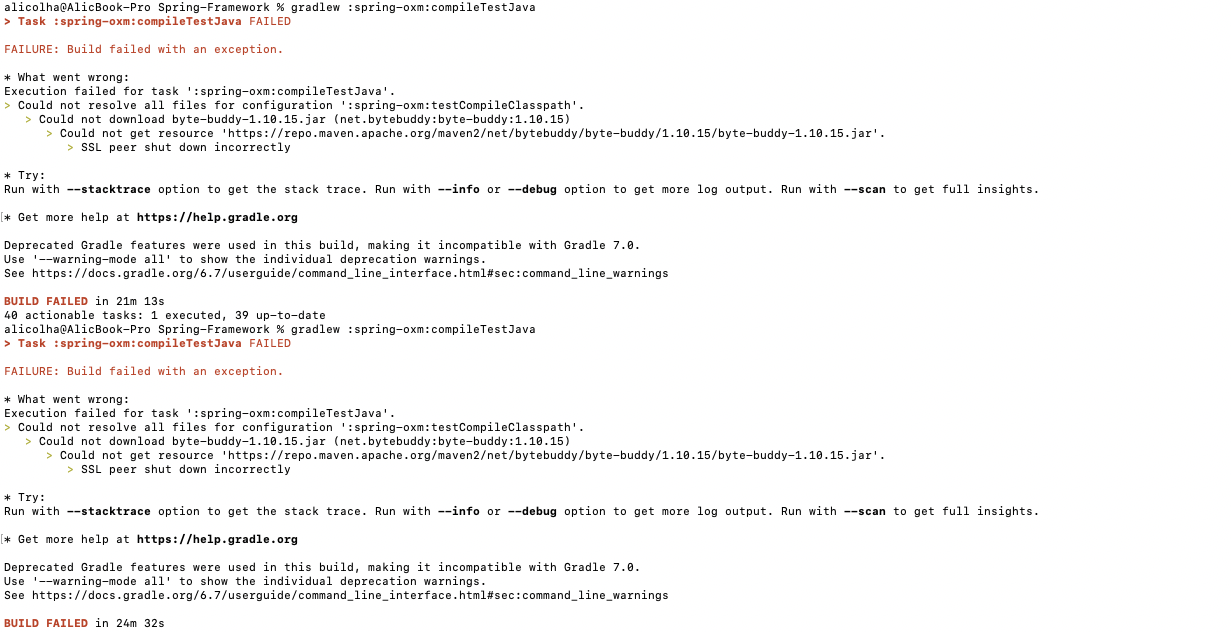 alicolha@AlicBook-Pro Spring-Framework % gradlew :spring-oxm:compileTestJava
> Task :spring-oxm:compileTestJava FAILED
FAILURE: Build failed with an exception.
* What went wrong:
Execution failed for task ':spring-oxm:compileTestJava'.
> Could not resolve all files for configuration ':spring-oxm:testCompileClasspath'.
> Could not download byte-buddy-1.10.15.jar (net.bytebuddy:byte-buddy:1.10.15)
> Could not get resource 'https://repo.maven.apache.org/maven2/net/bytebuddy/byte-buddy/1.10.15/byte-buddy-1.10.15.jar'.
> SSL peer shut down incorrectly
* Try:
Run with --stacktrace option to get the stack trace. Run with --info or --debug option to get more log output. Run with --scan to get full insights.
* Get more help at https://help.gradle.org
Deprecated Gradle features were used in this build, making it incompatible with Gradle 7.0.
Use '--warning-mode all' to show the individual deprecation warnings.
See https://docs.gradle.org/6.7/userguide/command_line_interface.html#sec:command_line_warnings
BUILD FAILED in 21m 13s
40 actionable tasks: 1 executed, 39 up-to-date
alicolha@AlicBook-Pro Spring-Framework % gradlew :spring-oxm:compileTestJava
> Task :spring-oxm:compileTestJava FAILED
FAILURE: Build failed with an exception.
* What went wrong:
Execution failed for task ':spring-oxm:compileTestJava'.
> Could not resolve all files for configuration ':spring-oxm:testCompileClasspath'.
> Could not download byte-buddy-1.10.15.jar (net.bytebuddy:byte-buddy:1.10.15)
> Could not get resource 'https://repo.maven.apache.org/maven2/net/bytebuddy/byte-buddy/1.10.15/byte-buddy-1.10.15.jar'.
> SSL peer shut down incorrectly
* Try:
Run with --stacktrace option to get the stack trace. Run with --info or --debug option to get more log output. Run with --scan to get full insights.
* Get more help at https://help.gradle.org
Deprecated Gradle features were used in this build, making it incompatible with Gradle 7.0.
Use '--warning-mode all' to show the individual deprecation warnings.
See https://docs.gradle.org/6.7/userguide/command_line_interface.html#sec:command_line_warnings
BUILD FAILED in 24m 32s